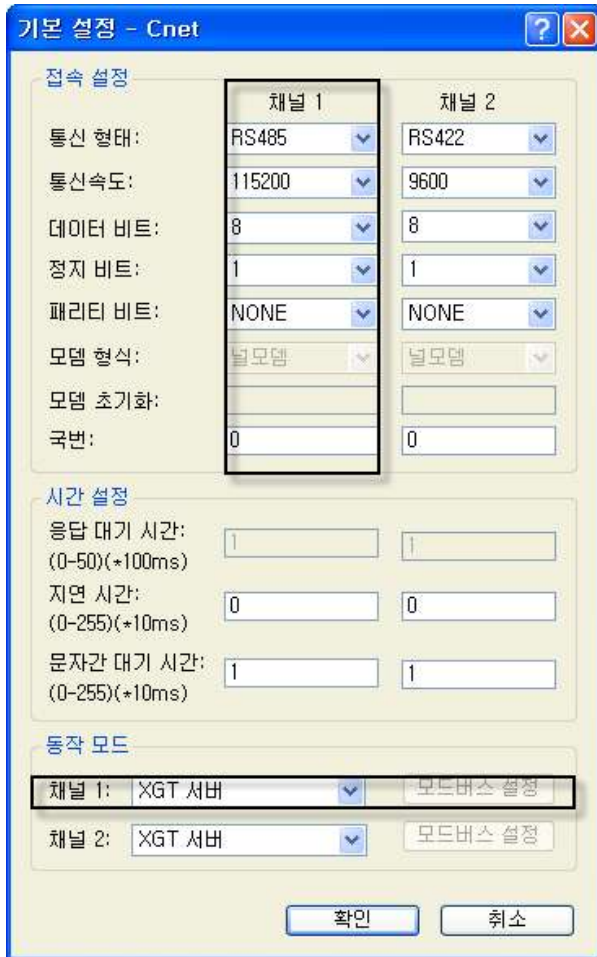 기본 설정 - Cnet
접속 설정
채널 1 채널 2
통신 형태: RS485 RS422
통신속도: 115200 9600
데이터 비트: 8 8
정지 비트: 1 1
패리티 비트: NONE NONE
모뎀 형식: 널모뎀 널모뎀
모뎀 초기화:
국번: 0 0
시간 설정
응답 대기 시간: 1 1
(0-50)(*100ms)
지연 시간: 0 0
(0-255)(*10ms)
문자간 대기 시간: 1 1
(0-255)(*10ms)
동작 모드
채널 1: XGT 서버 모드버스 설정
채널 2: XGT 서버 모드버스 설정
확인 취소